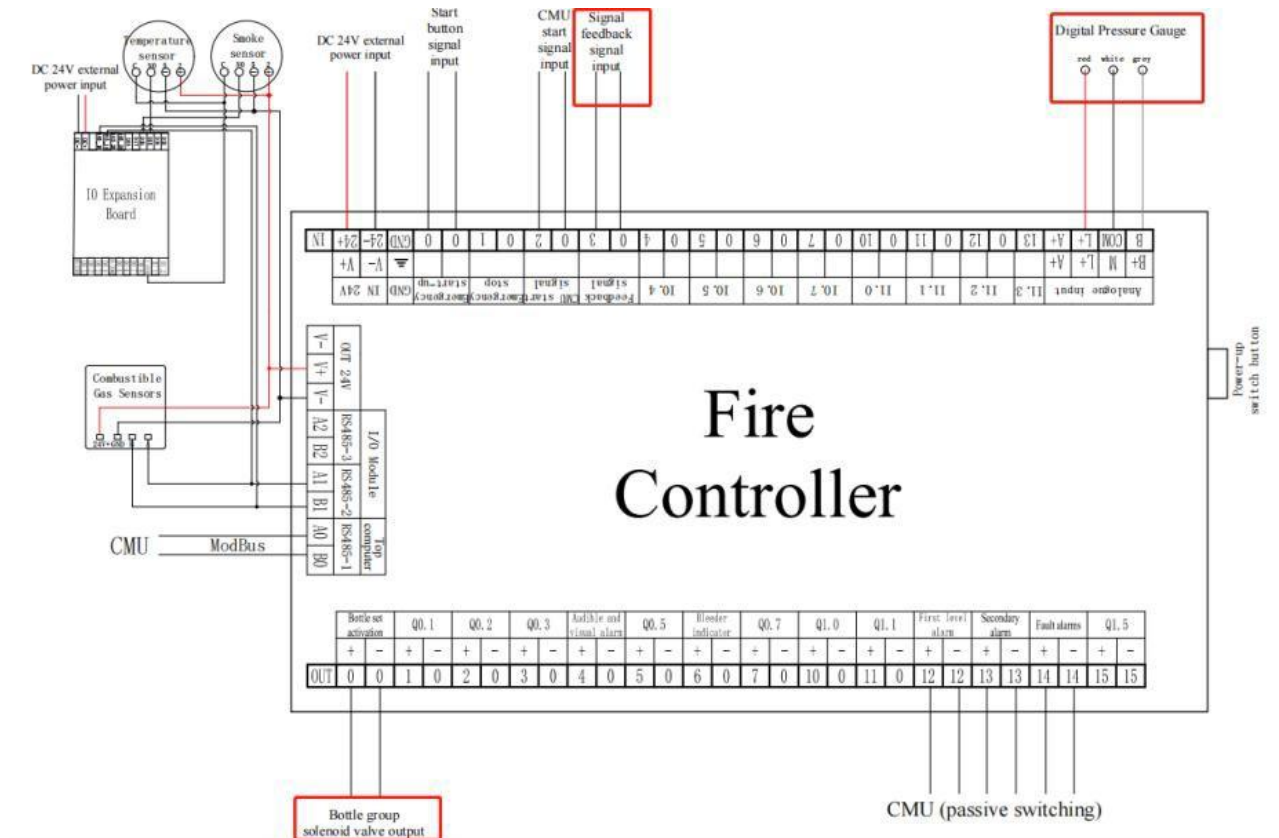 Temperature
sensor
Smoke
sensor
DC 24V external
power input
DC 24V external
power input
Start
button
signal
input
CMU
start
signal
input
Signal
feedback
signal
input
Digital Pressure Gauge
red white grey
IO Expansion
Board
IN 24+ 24- GND 0 0 1 0 2 0 3 0 4 0 5 0 6 0 7 0 10 0 11 0 12 0 13 A+ L+ COM B
V+ V- A+ L+ M B+
24V IN GND Emergency start-up Emergency stop CMU start signal Feedback signal I0.4 I0.5 I0.6 I0.7 I1.0 I1.1 I1.2 I1.3 Analogue input
V-
V+
V-
OUT 24V
A2
B2
RS485-3
A1
B1
RS485-2
I/O Module
A0
B0
RS485-1
Top
computer
Combustible
Gas Sensors
24V+ GND
CMU ModBus
Fire
Controller
Power-up
switch button
Bottle set
activation
Q0.1 Q0.2 Q0.3
Audible and
visual alarm
Q0.5
Bleeder
indicator
Q0.7 Q1.0 Q1.1
First level
alarm
Secondary
alarm
Fault alarms
Q1.5
+ - + - + - + - + - + - + - + - + - + - + - + - + - + -
OUT 0 0 1 0 2 0 3 0 4 0 5 0 6 0 7 0 10 0 11 0 12 12 13 13 14 14 15 15
Bottle group
solenoid valve output
CMU (passive switching)